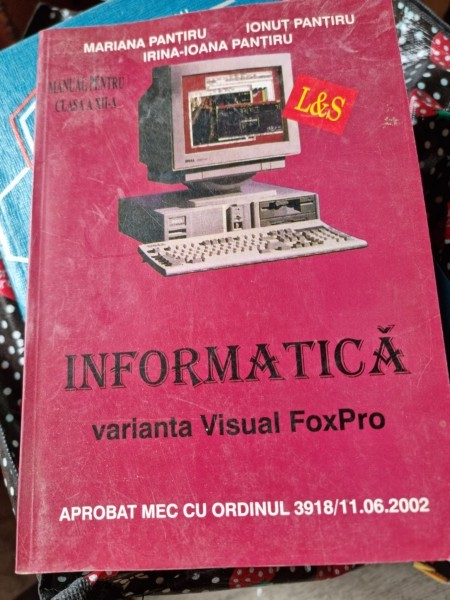 MARIANA PANȚIRU IONUȚ PANȚIRU
IRINA-IOANA PANȚIRU
MANUAL PENTRU
CLASA A XII-A
L&S
INFORMATICĂ
varianta Visual FoxPro
APROBAT MEC CU ORDINUL 3918/11.06.2002